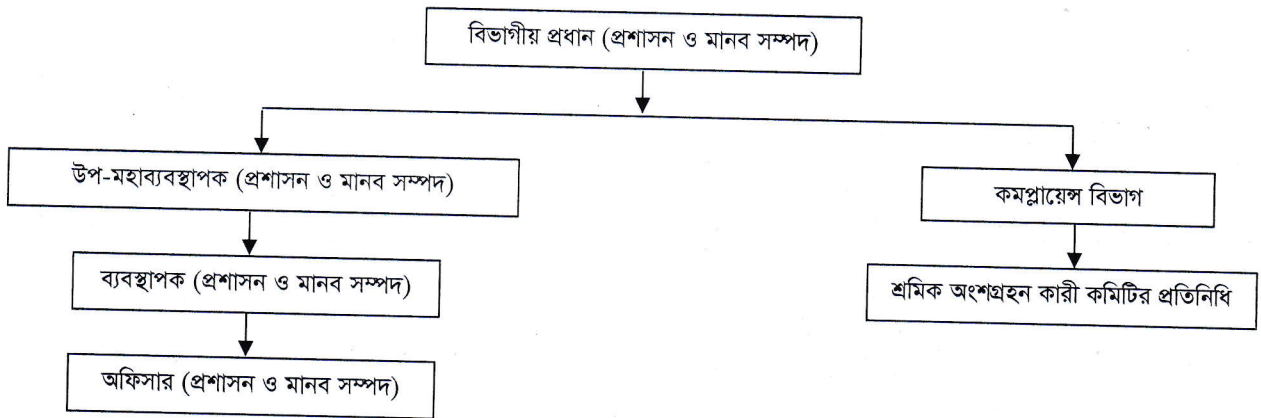 বিভাগীয় প্রধান (প্রশাসন ও মানব সম্পদ)
উপ-মহাব্যবস্থাপক (প্রশাসন ও মানব সম্পদ)
কমপ্লায়েন্স বিভাগ
ব্যবস্থাপক (প্রশাসন ও মানব সম্পদ)
শ্রমিক অংশগ্রহন কারী কমিটির প্রতিনিধি
অফিসার (প্রশাসন ও মানব সম্পদ)